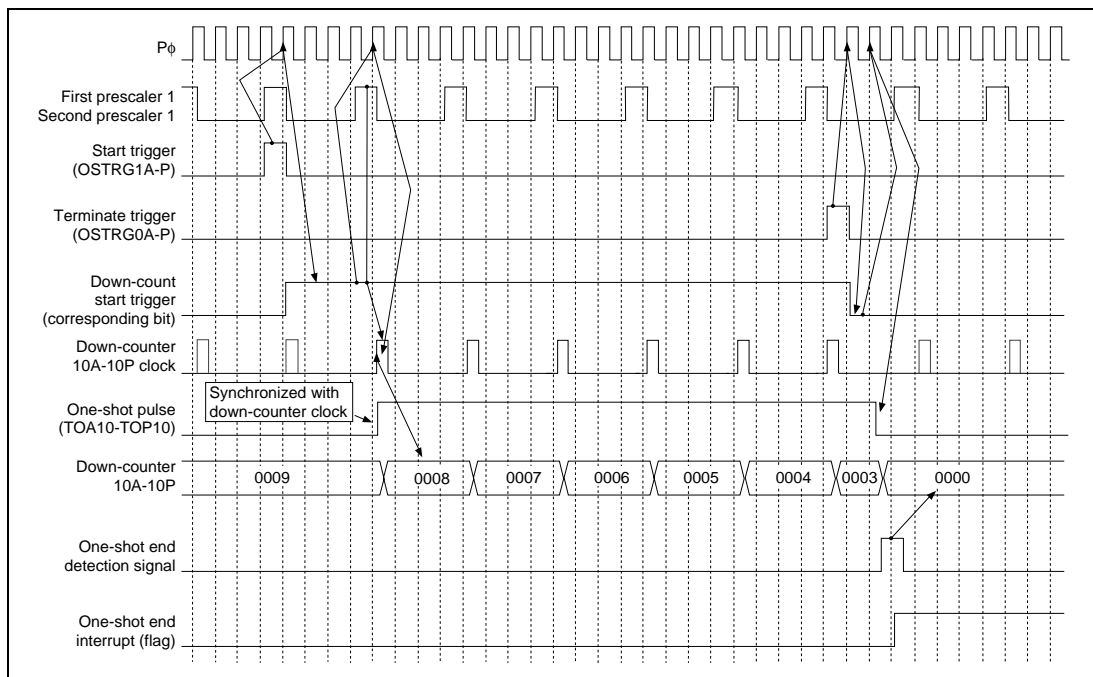 Pϕ
First prescaler 1
Second prescaler 1
Start trigger
(OSTRG1A-P)
Terminate trigger
(OSTRG0A-P)
Down-count
start trigger
(corresponding bit)
Down-counter
10A-10P clock
Synchronized with
down-counter clock
One-shot pulse
(TOA10-TOP10)
Down-counter
10A-10P
0009
0008
0007
0006
0005
0004
0003
0000
One-shot end
detection signal
One-shot end
interrupt (flag)